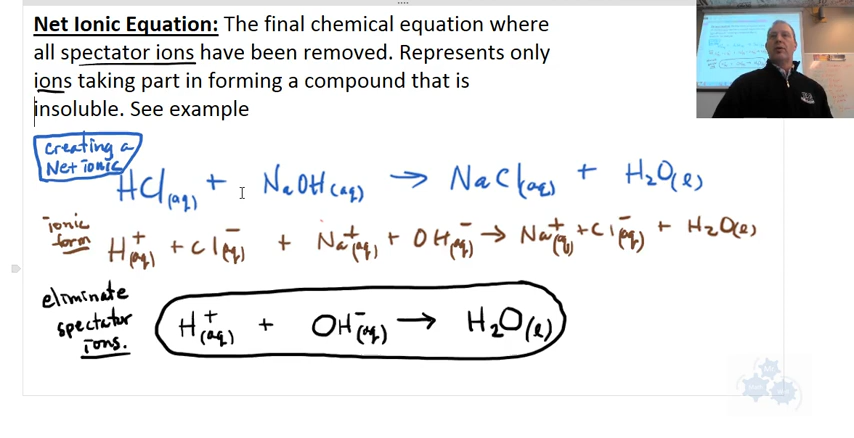 Net Ionic Equation: The final chemical equation where
all spectator ions have been removed. Represents only
ions taking part in forming a compound that is
insoluble. See example
creating a
Net ionic
HCl(aq) + NaOH(aq) → NaCl(aq) + H₂O(l)
ionic
form
H⁺(aq) + Cl⁻(aq) + Na⁺(aq) + OH⁻(aq) → Na⁺(aq) + Cl⁻(aq) + H₂O(l)
eliminate
spectator
ions.
H⁺(aq) + OH⁻(aq) → H₂O(l)